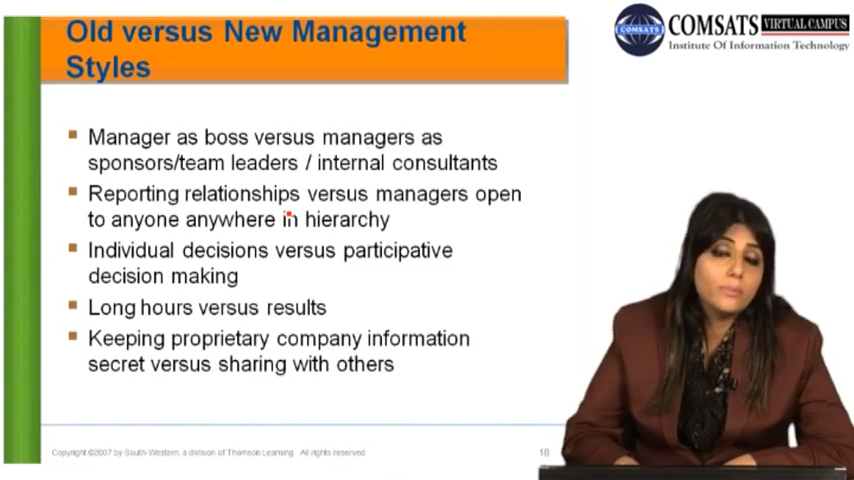 Old versus New Management
Styles
COMSATS VIRTUAL CAMPUS
Institute Of Information Technology
COMSATS
Manager as boss versus managers as
sponsors/team leaders / internal consultants
Reporting relationships versus managers open
to anyone anywhere in hierarchy
Individual decisions versus participative
decision making
Long hours versus results
Keeping proprietary company information
secret versus sharing with others
Copyright ©2007 by South-Western, a division of Thomson Learning. All rights reserved
18